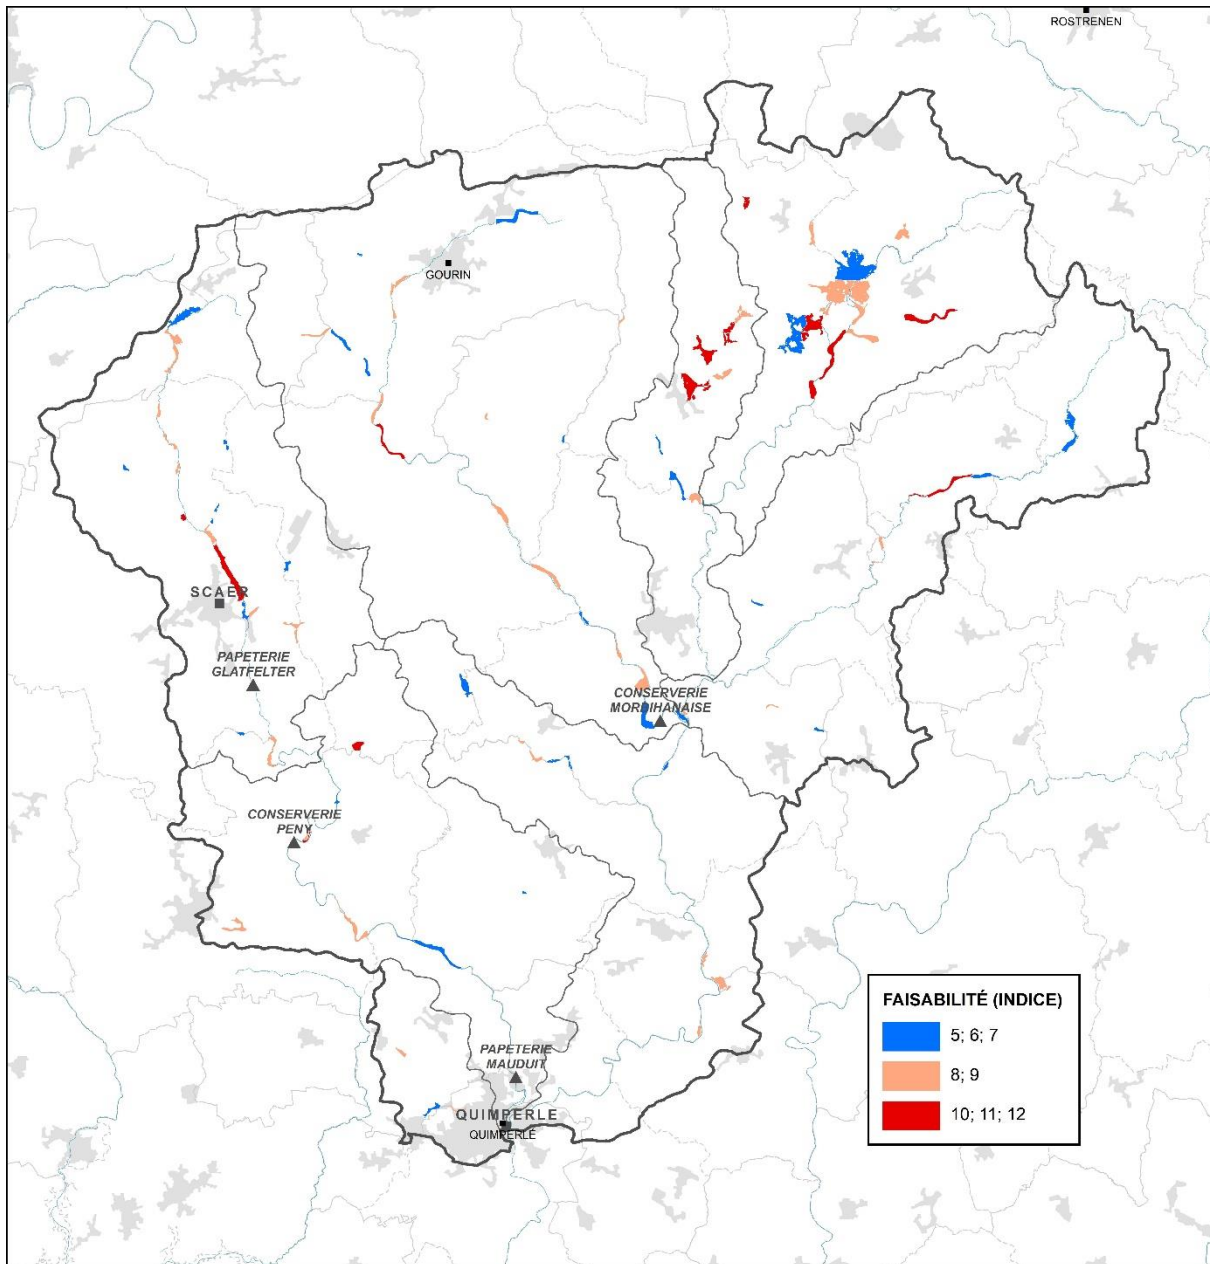 ROSTRENEN
GOURIN
SCAER
PAPETERIE
GLATFELTER
CONSERVERIE
MORBIHANAISE
CONSERVERIE
PENY
FAISABILITÉ (INDICE)
5; 6; 7
8; 9
10; 11; 12
PAPETERIE
MAUDUIT
QUIMPERLE
QUIMPERLÉ